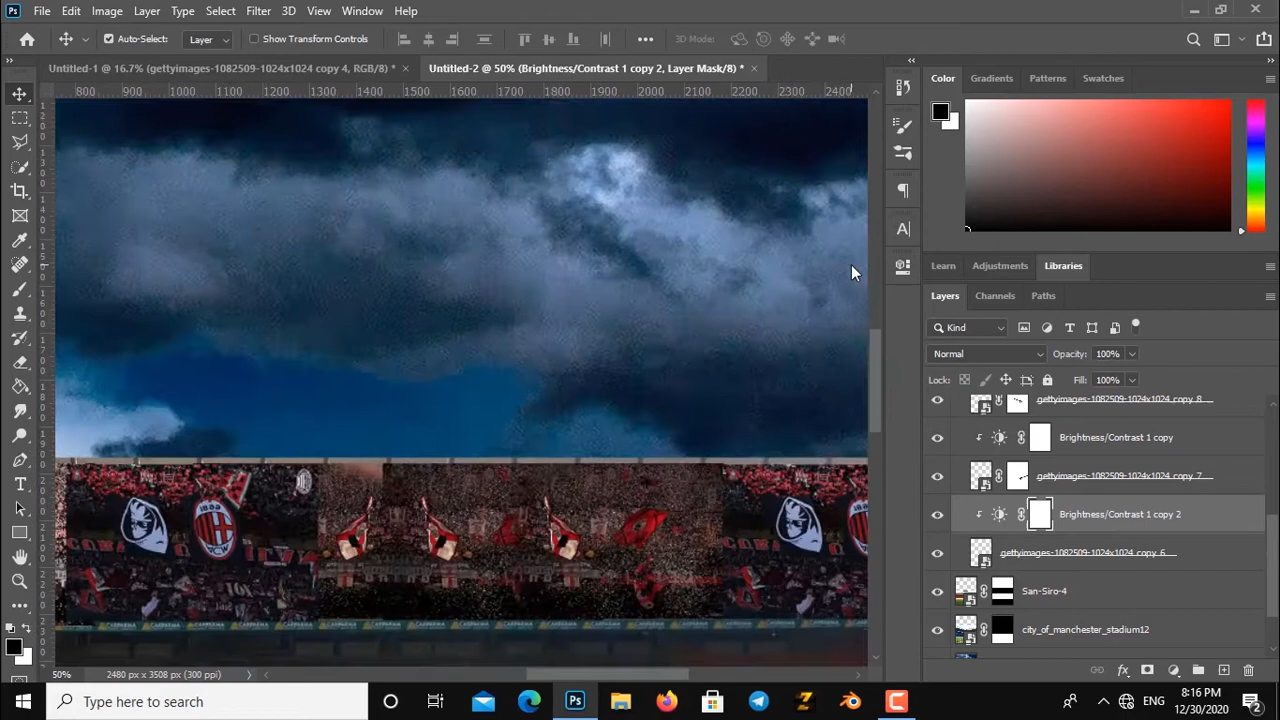 Ps File Edit Image Layer Type Select Filter 3D View Window Help
Auto-Select: Layer Show Transform Controls 3D Mode:
Untitled-1 @ 16.7% (gettyimages-1082509-1024x1024 copy 4, RGB/8) * × Untitled-2 @ 50% (Brightness/Contrast 1 copy 2, Layer Mask/8) * ×
Color Gradients Patterns Swatches
800 900 1000 1100 1200 1300 1400 1500 1600 1700 1800 1900 2000 2100 2200 2300 2400
Learn Adjustments Libraries
Layers Channels Paths
Kind
Normal Opacity: 100%
Lock: Fill: 100%
gettyimages-1082509-1024x1024 copy 8
Brightness/Contrast 1 copy
gettyimages-1082509-1024x1024 copy 7
Brightness/Contrast 1 copy 2
gettyimages-1082509-1024x1024 copy 6
San-Siro-4
city_of_manchester_stadium12
50% 2480 px x 3508 px (300 ppi)
Type here to search
ENG
8:16 PM
12/30/2020
2